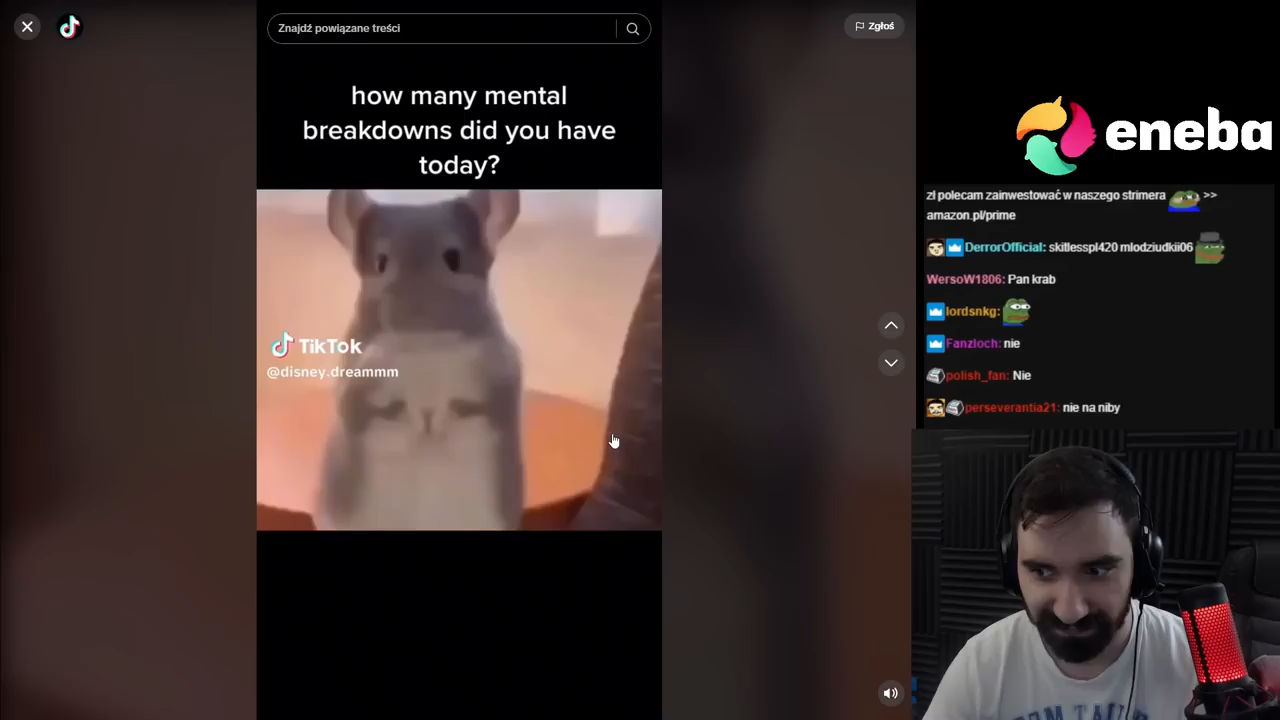 Znajdź powiązane treści
Zgłoś
how many mental
breakdowns did you have
today?
TikTok
@disney.dreammm
eneba
zł polecam zainwestować w naszego strimera >>
amazon.pl/prime
DerrorOfficial: skitlesspl420 mlodziudkii06
WersoW1806: Pan krab
lordsnkg:
Fanzloch: nie
polish_fan: Nie
perseverantia21: nie na niby